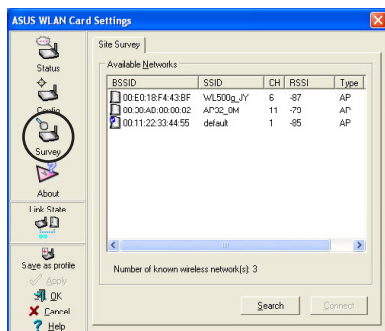 ASUS WLAN Card Settings
Status
Config
Survey
About
Link State
Save as profile
Apply
OK
Cancel
Help
Site Survey
Available Networks
BSSID SSID CH RSSI Type
00:E0:18:F4:43:BF WL500g_JY 6 -87 AP
00:30:AD:00:00:02 AP32_0M 11 -79 AP
00:11:22:33:44:55 default 1 -85 AP
Number of known wireless network(s): 3
Search Connect